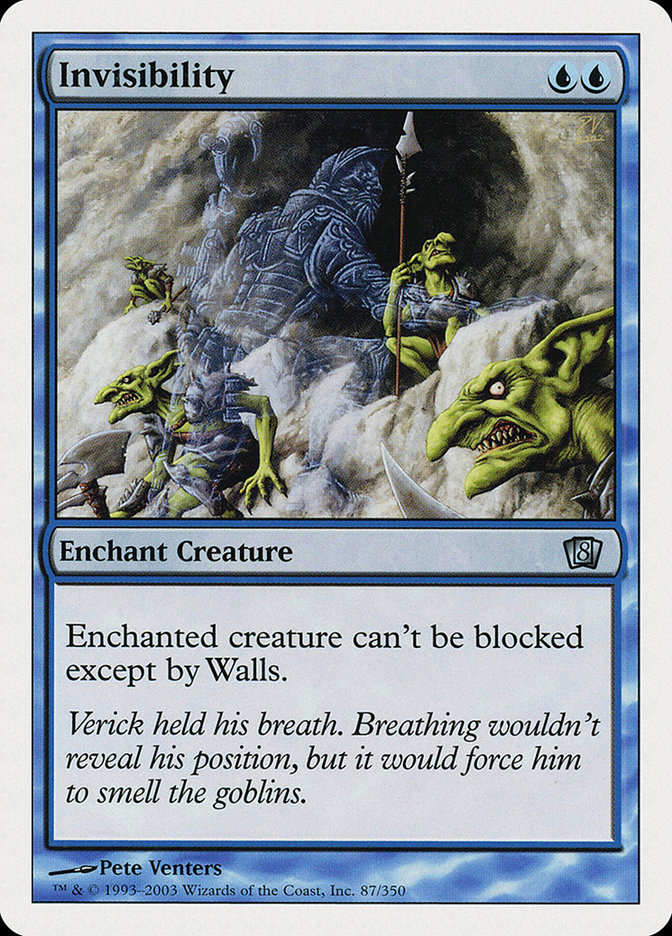 Invisibility
Enchant Creature
8
Enchanted creature can't be blocked
except by Walls.
Verick held his breath. Breathing wouldn't
reveal his position, but it would force him
to smell the goblins.
Pete Venters
™ & © 1993–2003 Wizards of the Coast, Inc. 87/350